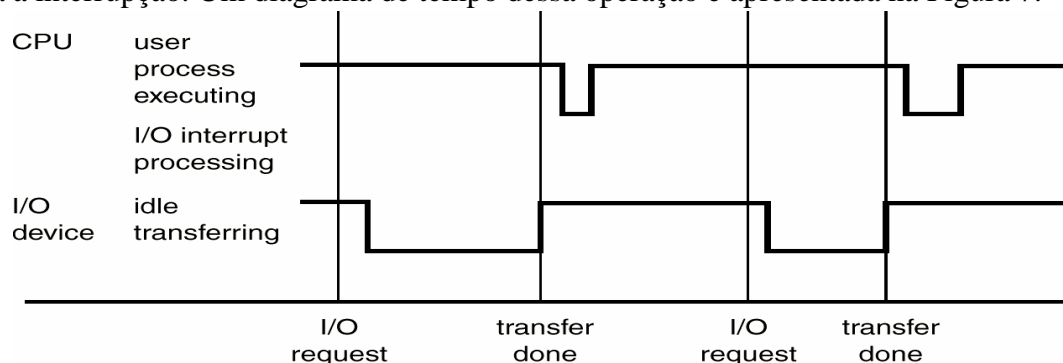 a interrupção. Um diagrama de tempo dessa operação é apresentada na Figura 7.
CPU user
process
executing
I/O interrupt
processing
I/O idle
device transferring
I/O transfer I/O transfer
request done request done